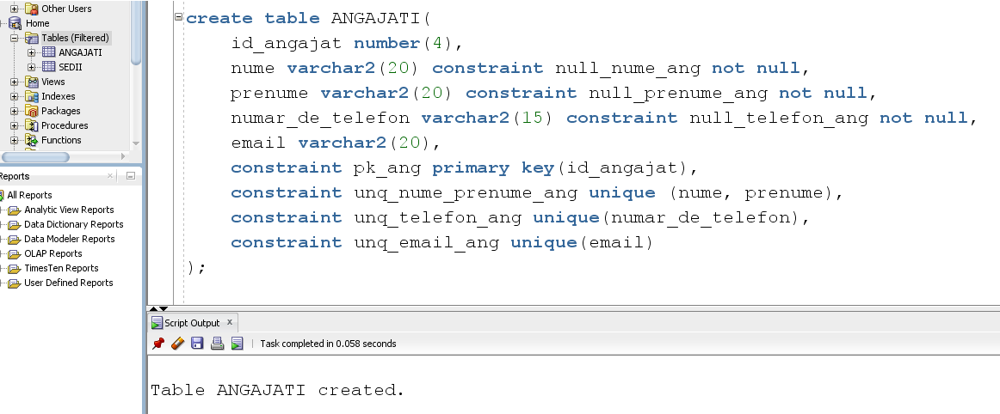 Other Users
Home
Tables (Filtered)
ANGAJATI
SEDII
Views
Indexes
Packages
Procedures
Functions
Reports
All Reports
Analytic View Reports
Data Dictionary Reports
Data Modeler Reports
OLAP Reports
TimesTen Reports
User Defined Reports
create table ANGAJATI(
id_angajat number(4),
nume varchar2(20) constraint null_nume_ang not null,
prenume varchar2(20) constraint null_prenume_ang not null,
numar_de_telefon varchar2(15) constraint null_telefon_ang not null,
email varchar2(20),
constraint pk_ang primary key(id_angajat),
constraint unq_nume_prenume_ang unique (nume, prenume),
constraint unq_telefon_ang unique(numar_de_telefon),
constraint unq_email_ang unique(email)
);
Script Output x
Task completed in 0.058 seconds
Table ANGAJATI created.